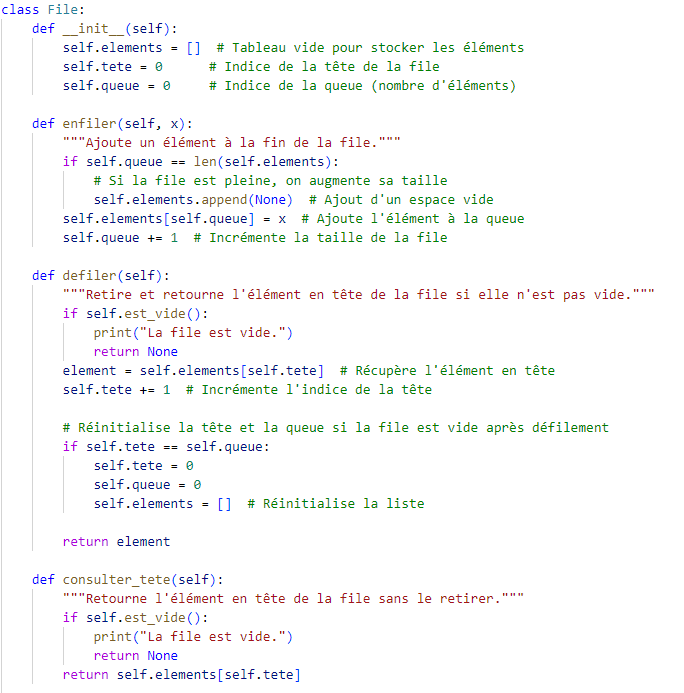 class File:
    def __init__(self):
        self.elements = []  # Tableau vide pour stocker les éléments
        self.tete = 0      # Indice de la tête de la file
        self.queue = 0     # Indice de la queue (nombre d'éléments)

    def enfiler(self, x):
        """Ajoute un élément à la fin de la file."""
        if self.queue == len(self.elements):
            # Si la file est pleine, on augmente sa taille
            self.elements.append(None)  # Ajout d'un espace vide
        self.elements[self.queue] = x  # Ajoute l'élément à la queue
        self.queue += 1  # Incrémente la taille de la file

    def defiler(self):
        """Retire et retourne l'élément en tête de la file si elle n'est pas vide."""
        if self.est_vide():
            print("La file est vide.")
            return None
        element = self.elements[self.tete]  # Récupère l'élément en tête
        self.tete += 1  # Incrémente l'indice de la tête

        # Réinitialise la tête et la queue si la file est vide après défilement
        if self.tete == self.queue:
            self.tete = 0
            self.queue = 0
            self.elements = []  # Réinitialise la liste

        return element

    def consulter_tete(self):
        """Retourne l'élément en tête de la file sans le retirer."""
        if self.est_vide():
            print("La file est vide.")
            return None
        return self.elements[self.tete]